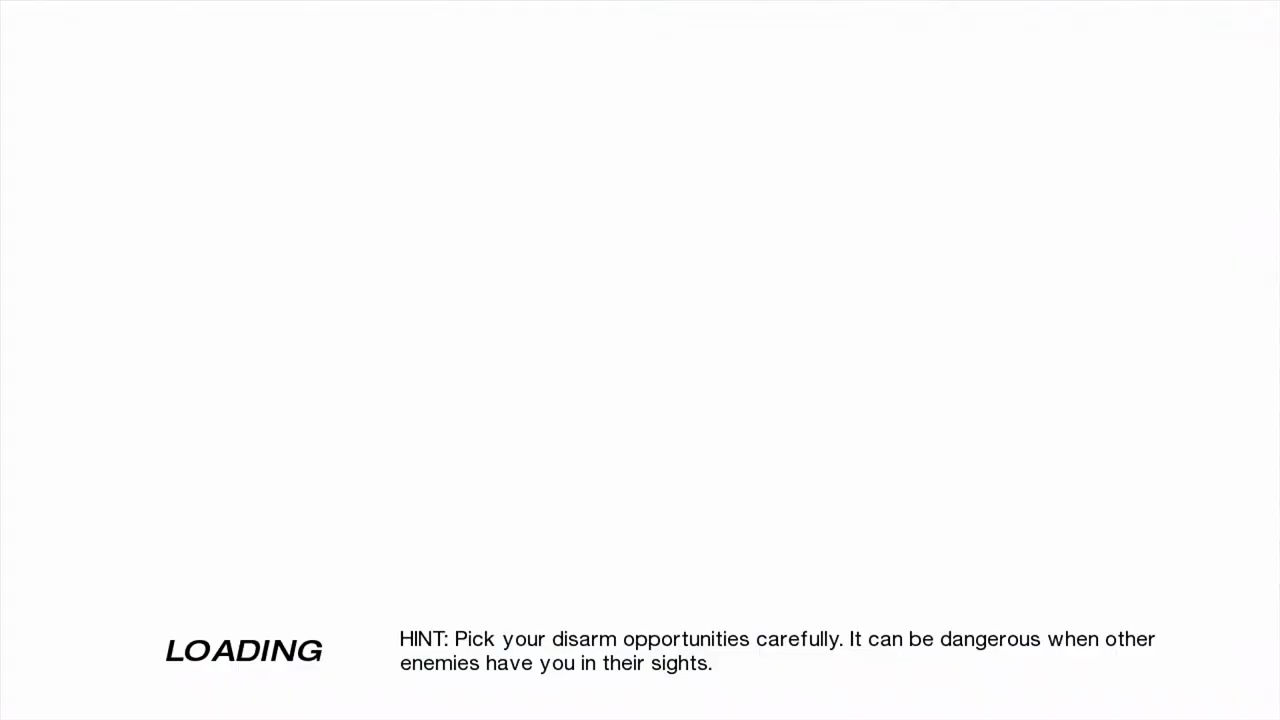 LOADING
HINT: Pick your disarm opportunities carefully. It can be dangerous when other
enemies have you in their sights.